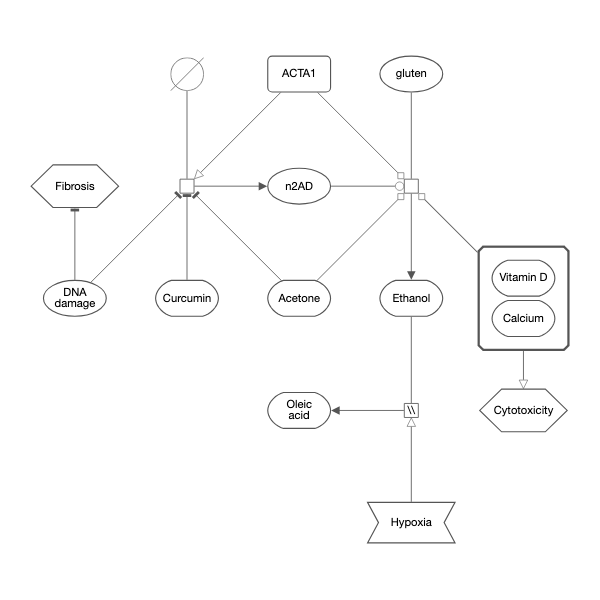 ACTA1
gluten
Fibrosis
n2AD
DNA
damage
Curcumin
Acetone
Ethanol
Vitamin D
Calcium
Oleic
acid
\\
Cytotoxicity
Hypoxia